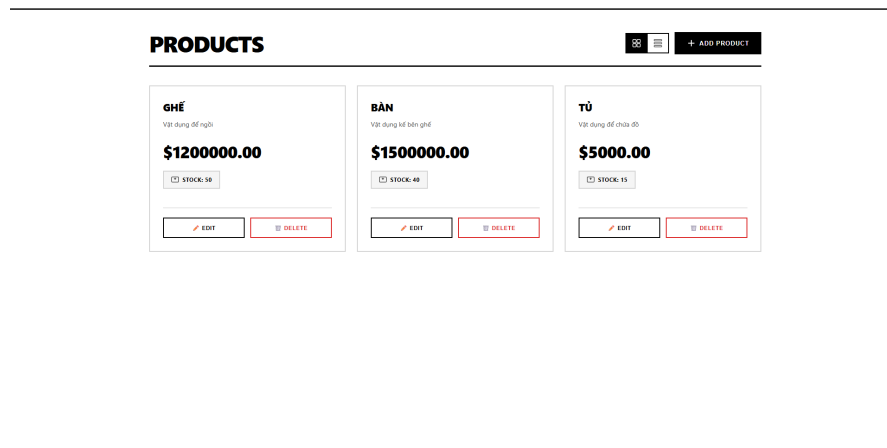 PRODUCTS
+ ADD PRODUCT
GHẾ
Vật dụng để ngồi
$1200000.00
STOCK: 50
EDIT
DELETE
BÀN
Vật dụng kế bên ghế
$1500000.00
STOCK: 40
EDIT
DELETE
TỦ
Vật dụng để chứa đồ
$5000.00
STOCK: 15
EDIT
DELETE